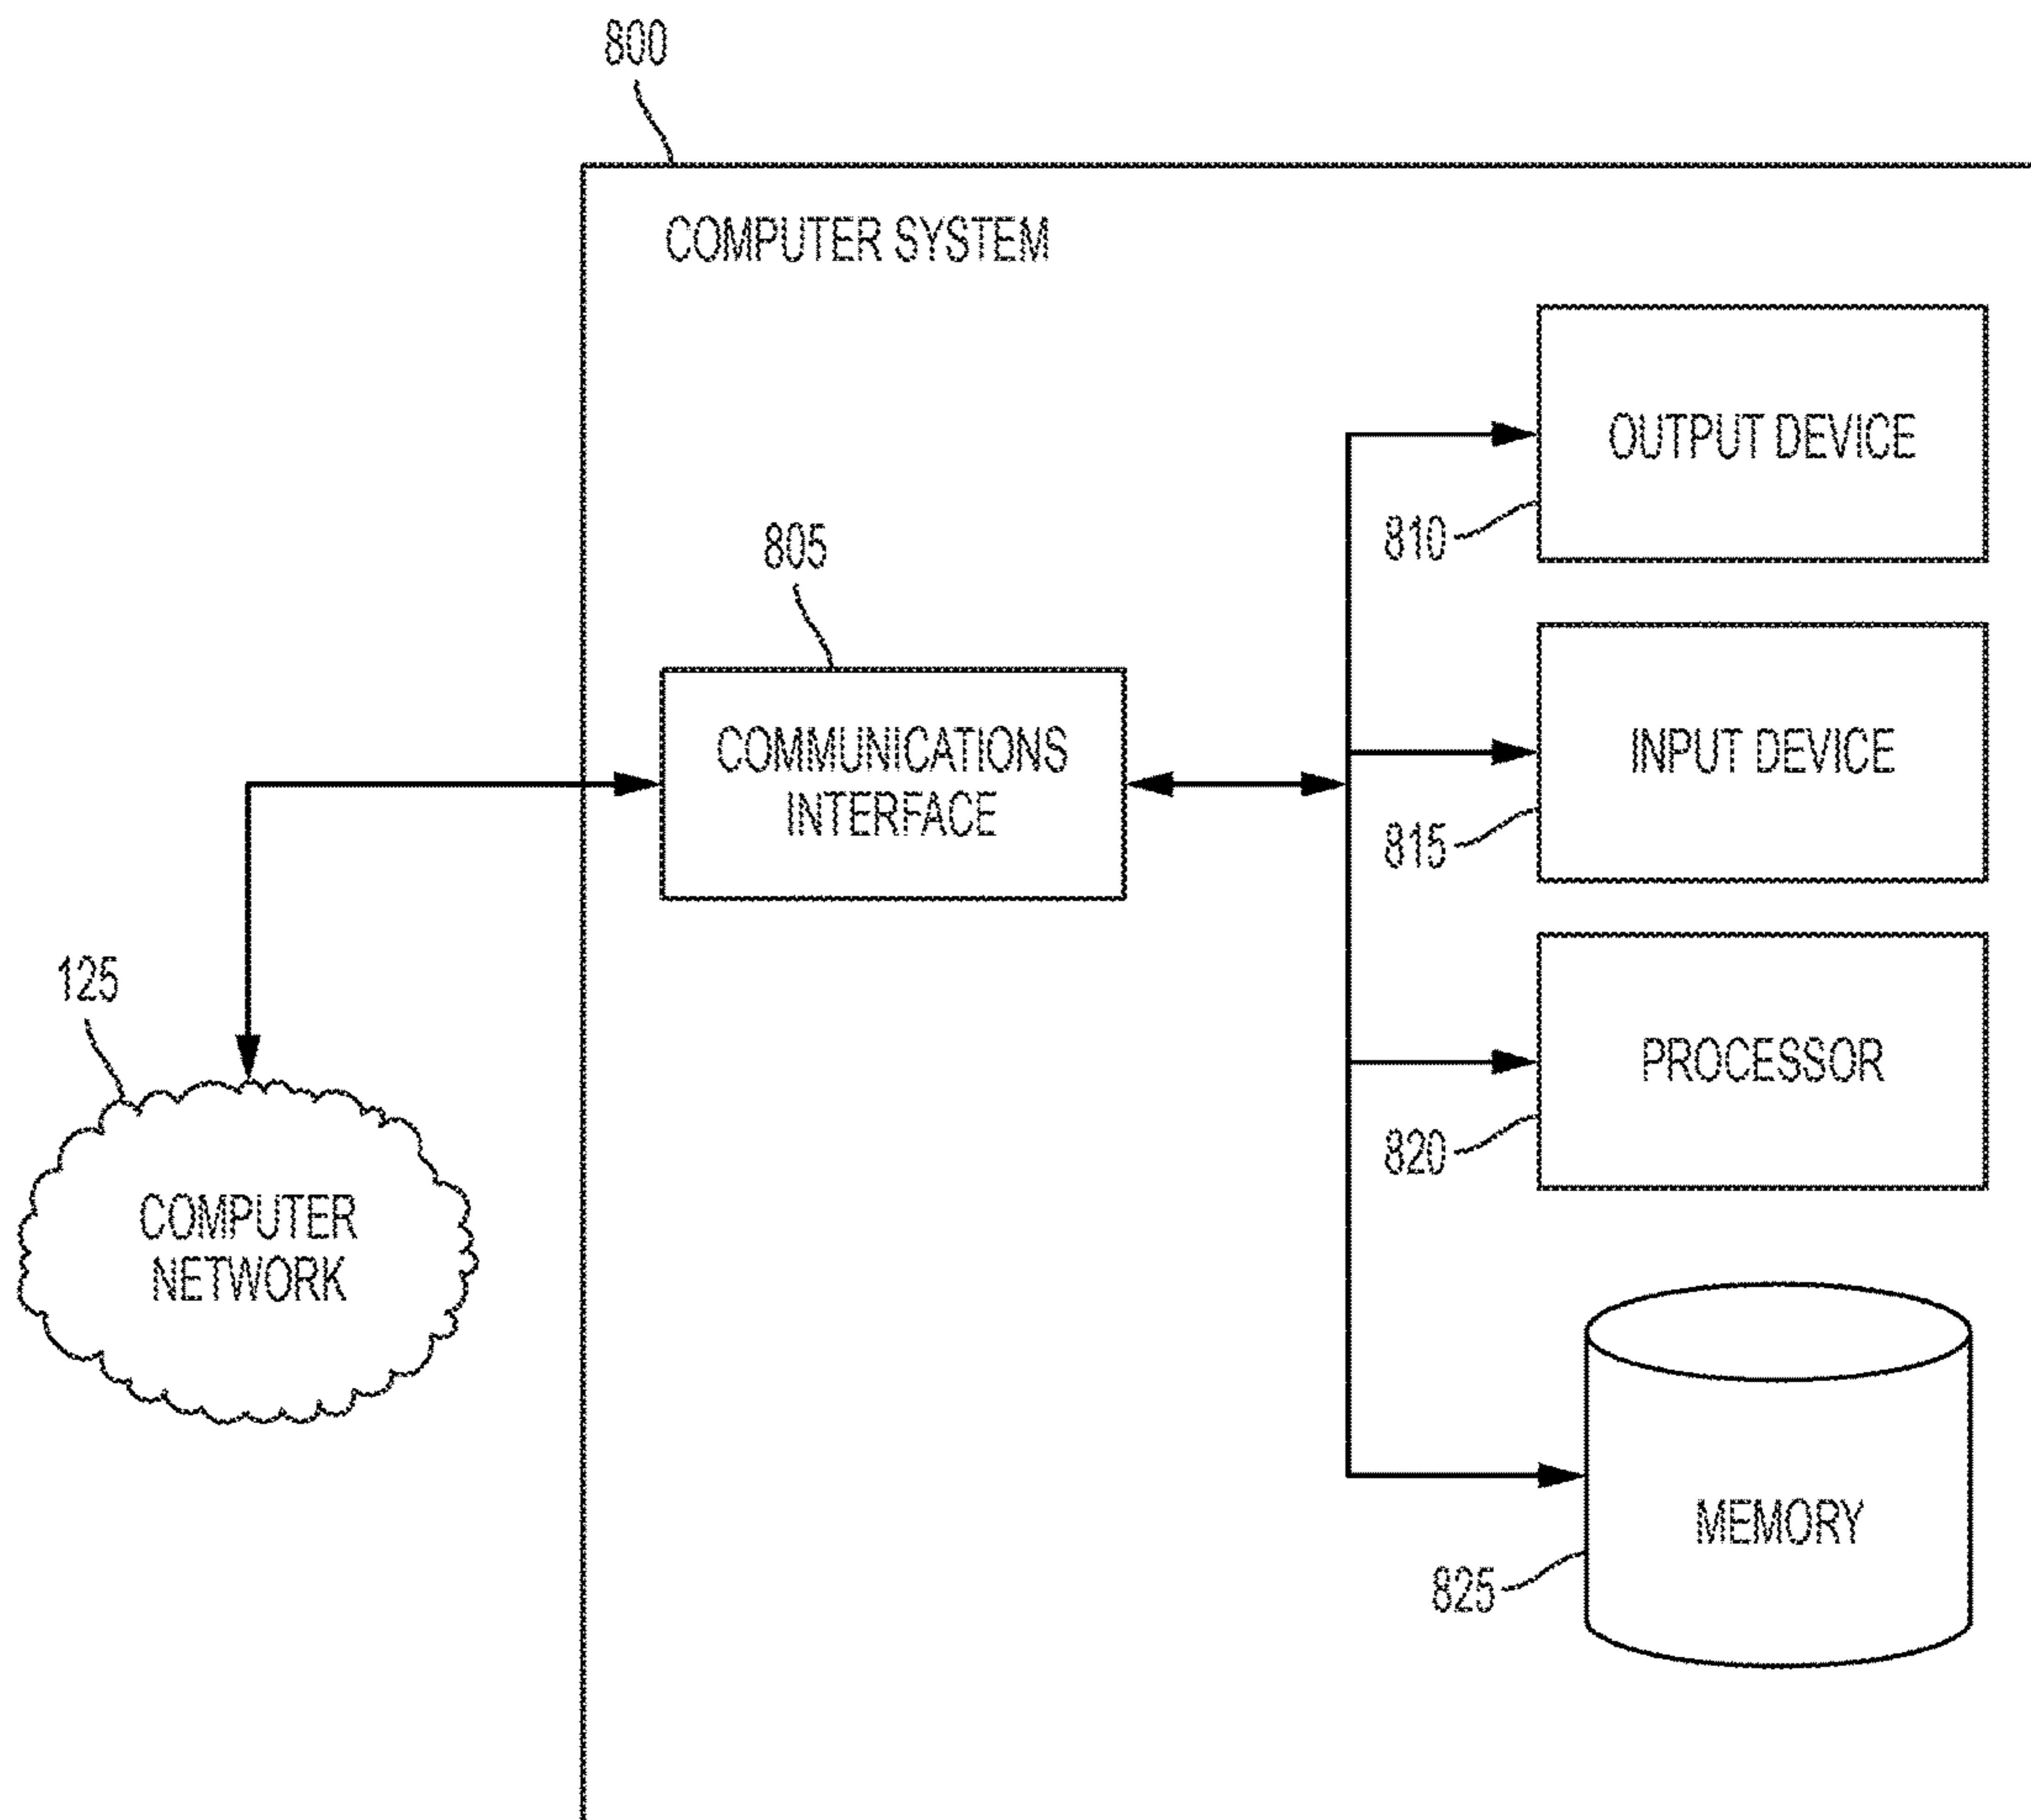 800
COMPUTER SYSTEM
OUTPUT DEVICE
810
805
COMMUNICATIONS
INTERFACE
INPUT DEVICE
815
125
PROCESSOR
820
COMPUTER
NETWORK
MEMORY
825